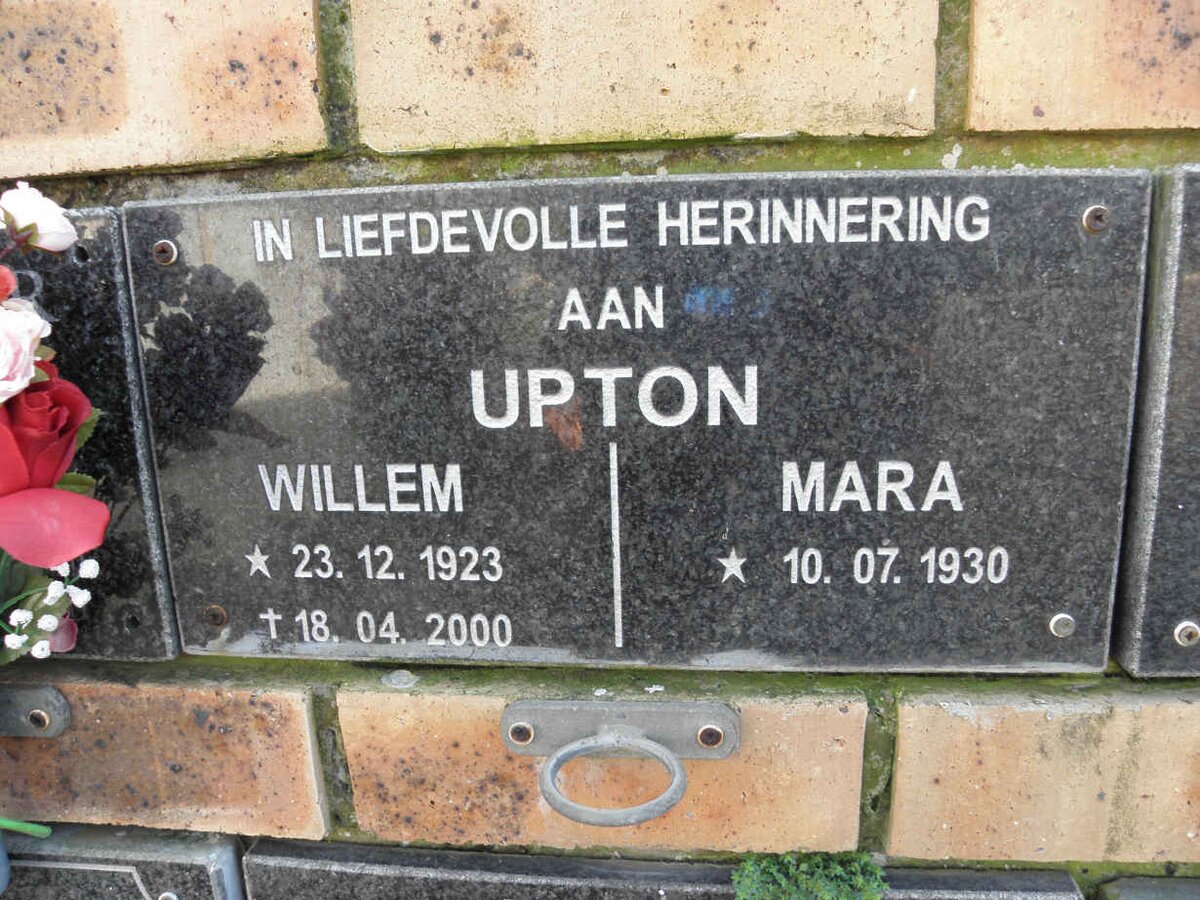 IN LIEFDEVOLLE HERINNERING
AAN
UPTON
WILLEM
★ 23. 12. 1923
✝ 18. 04. 2000
MARA
★ 10. 07. 1930